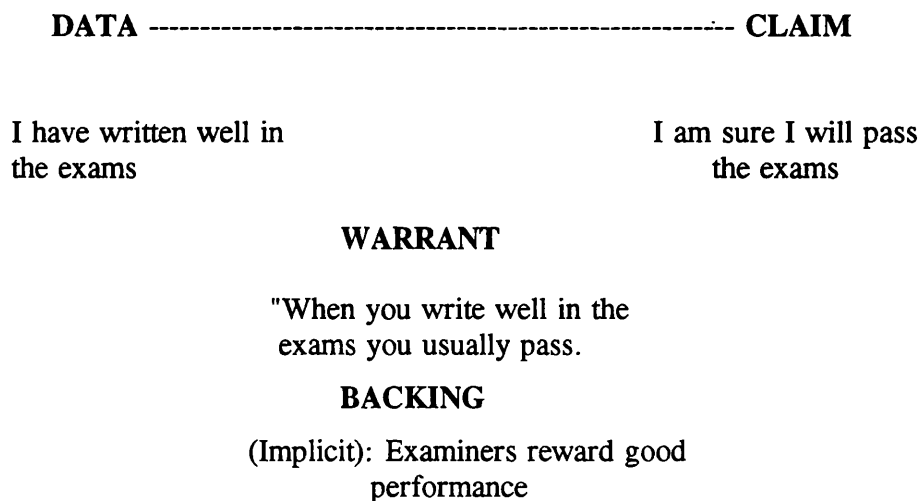 DATA --------------------------------------------------------- CLAIM
I have written well in the exams
I am sure I will pass the exams
WARRANT
"When you write well in the
exams you usually pass.
BACKING
(Implicit): Examiners reward good
performance